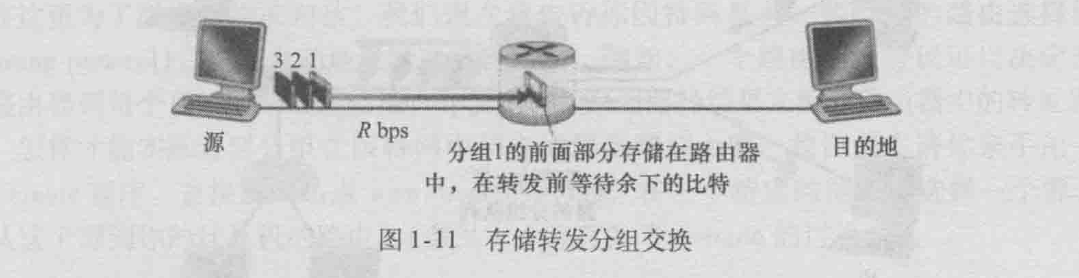 3 2 1
R bps
源
目的地
分组1的前面部分存储在路由器
中，在转发前等待余下的比特
图 1-11 存储转发分组交换